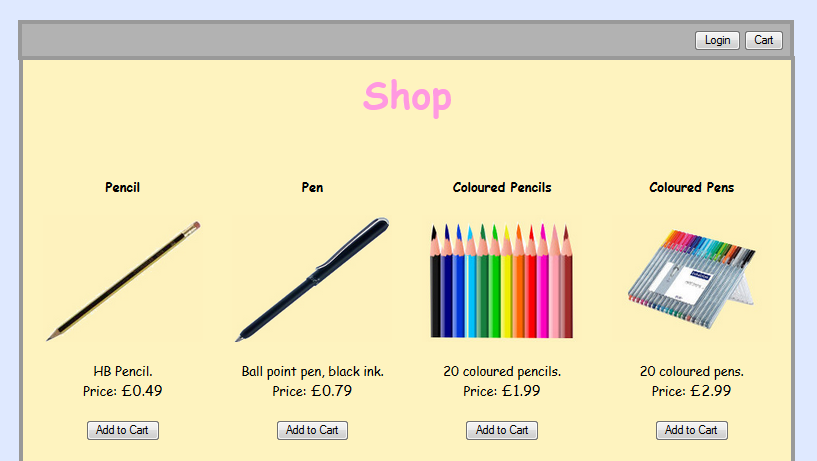 Login Cart
Shop
Pencil Pen Coloured Pencils Coloured Pens
HB Pencil. Ball point pen, black ink. 20 coloured pencils. 20 coloured pens.
Price: £0.49 Price: £0.79 Price: £1.99 Price: £2.99
Add to Cart Add to Cart Add to Cart Add to Cart